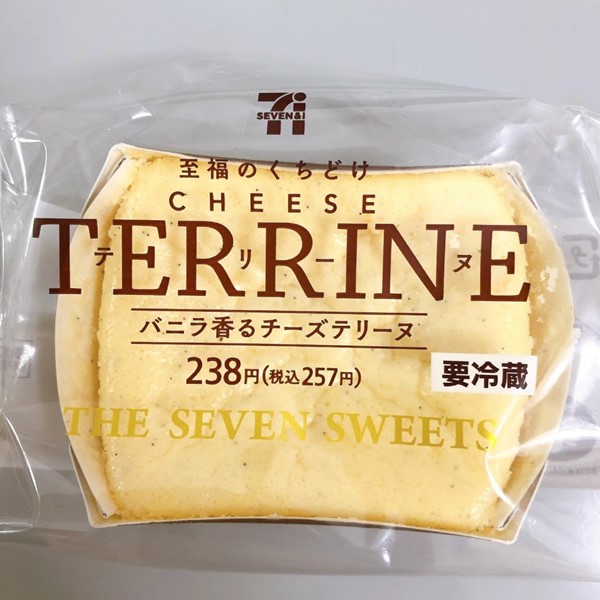 SEVEN&i
至福のくちどけ
CHEESE
TERRINE
テリーヌ
バニラ香るチーズテリーヌ
238円(税込257円)
要冷蔵
THE SEVEN SWEETS